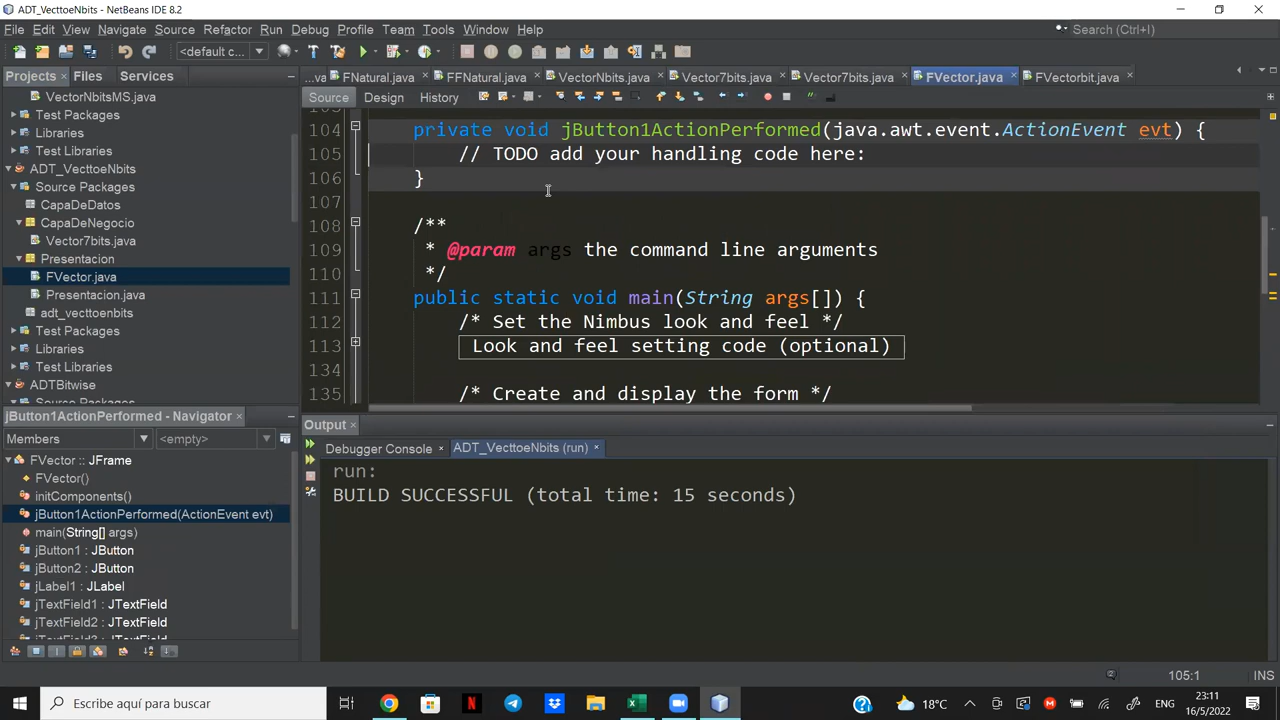 ADT_VecttoeNbits - NetBeans IDE 8.2
File Edit View Navigate Source Refactor Run Debug Profile Team Tools Window Help
Search (Ctrl+I)
<default c...
Projects Files Services
...va FNatural.java FFNatural.java VectorNbits.java Vector7bits.java Vector7bits.java FVector.java FVectorbit.java
Source Design History
VectorNbitsMS.java
Test Packages
Libraries
Test Libraries
ADT_VecttoeNbits
Source Packages
CapaDeDatos
CapaDeNegocio
Vector7bits.java
Presentacion
FVector.java
Presentacion.java
adt_vecttoenbits
Test Packages
Libraries
Test Libraries
ADTBitwise
104 private void jButton1ActionPerformed(java.awt.event.ActionEvent evt) {
105 // TODO add your handling code here:
106 }
107
108 /**
109 * @param args the command line arguments
110 */
111 public static void main(String args[]) {
112 /* Set the Nimbus look and feel */
113 Look and feel setting code (optional)
134
135 /* Create and display the form */
jButton1ActionPerformed - Navigator
Members <empty>
FVector :: JFrame
FVector()
initComponents()
jButton1ActionPerformed(ActionEvent evt)
main(String[] args)
jButton1 : JButton
jButton2 : JButton
jLabel1 : JLabel
jTextField1 : JTextField
jTextField2 : JTextField
Output
Debugger Console ADT_VecttoeNbits (run)
run:
BUILD SUCCESSFUL (total time: 15 seconds)
105:1 INS
Escribe aquí para buscar
18°C
ENG
23:11
16/5/2022